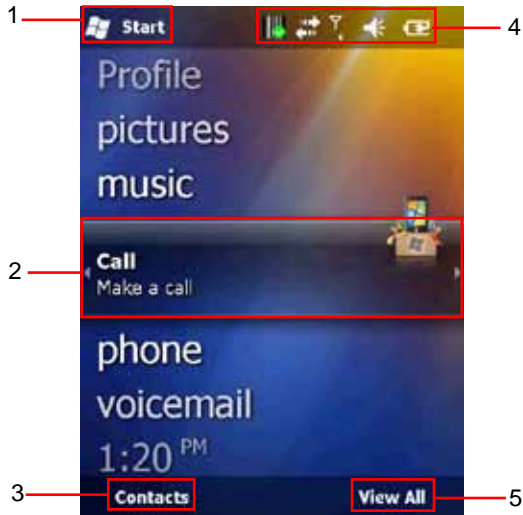 1
Start
4
Profile
pictures
music
2
Call
Make a call
phone
voicemail
1:20 PM
3
Contacts
View All
5